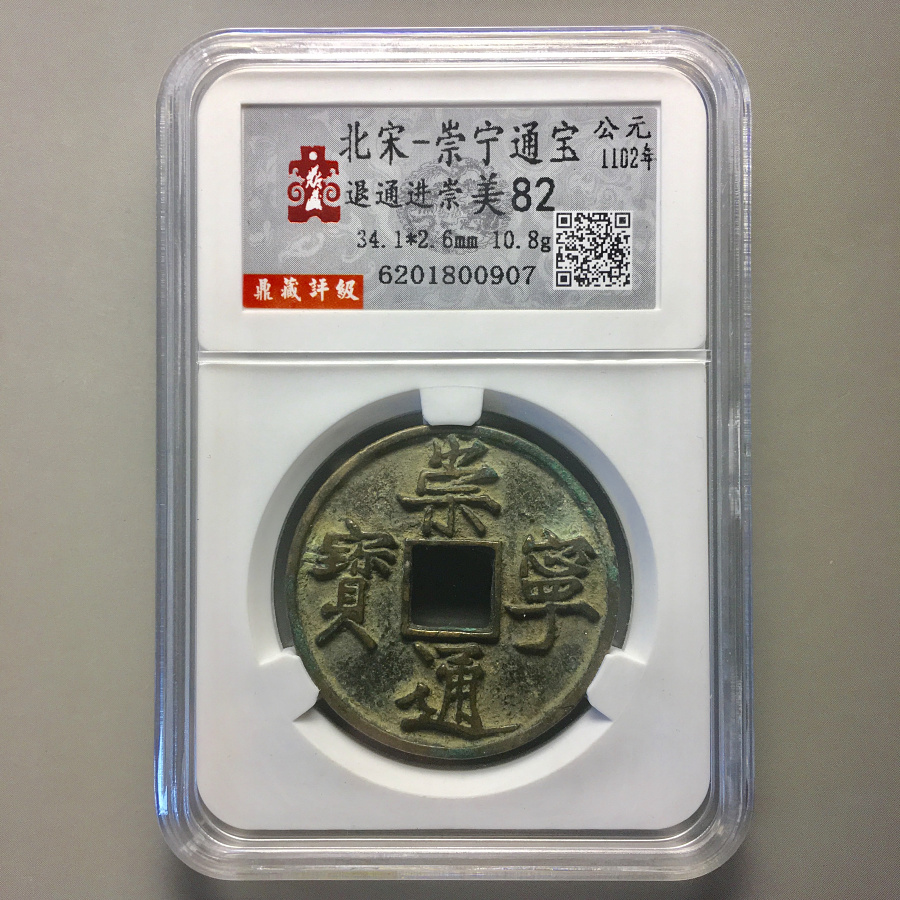 北宋-崇宁通宝 公元
1102年
退通进崇 美82
34.1*2.6mm 10.8g
6201800907
鼎藏評級
崇
寧
通
寶